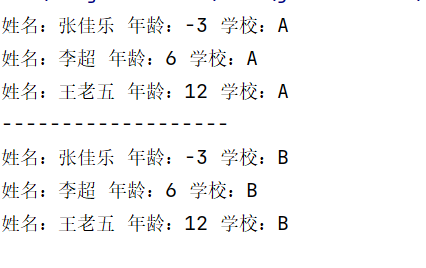 姓名：张佳乐 年龄：-3 学校：A
姓名：李超 年龄：6 学校：A
姓名：王老五 年龄：12 学校：A
-------------------
姓名：张佳乐 年龄：-3 学校：B
姓名：李超 年龄：6 学校：B
姓名：王老五 年龄：12 学校：B